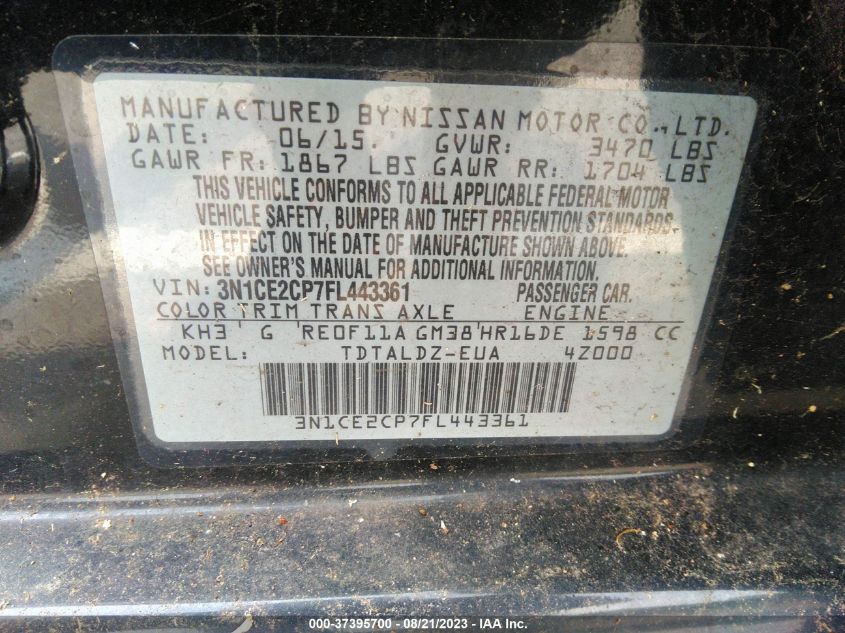 MANUFACTURED BY NISSAN MOTOR CO., LTD.
DATE: 06/15. GVWR: 3470 LBS
GAWR FR: 1867 LBS GAWR RR: 1704 LBS
THIS VEHICLE CONFORMS TO ALL APPLICABLE FEDERAL MOTOR
VEHICLE SAFETY, BUMPER AND THEFT PREVENTION STANDARDS
IN EFFECT ON THE DATE OF MANUFACTURE SHOWN ABOVE.
SEE OWNER'S MANUAL FOR ADDITIONAL INFORMATION.
VIN: 3N1CE2CP7FL443361 PASSENGER CAR.
COLOR TRIM TRANS AXLE ENGINE
KH3 G RE0F11A GM38 HR16DE 1598 CC
MODEL: TDTALDZ-EUA 4Z000
3N1CE2CP7FL443361
000-37395700 - 08/21/2023 - IAAI.com